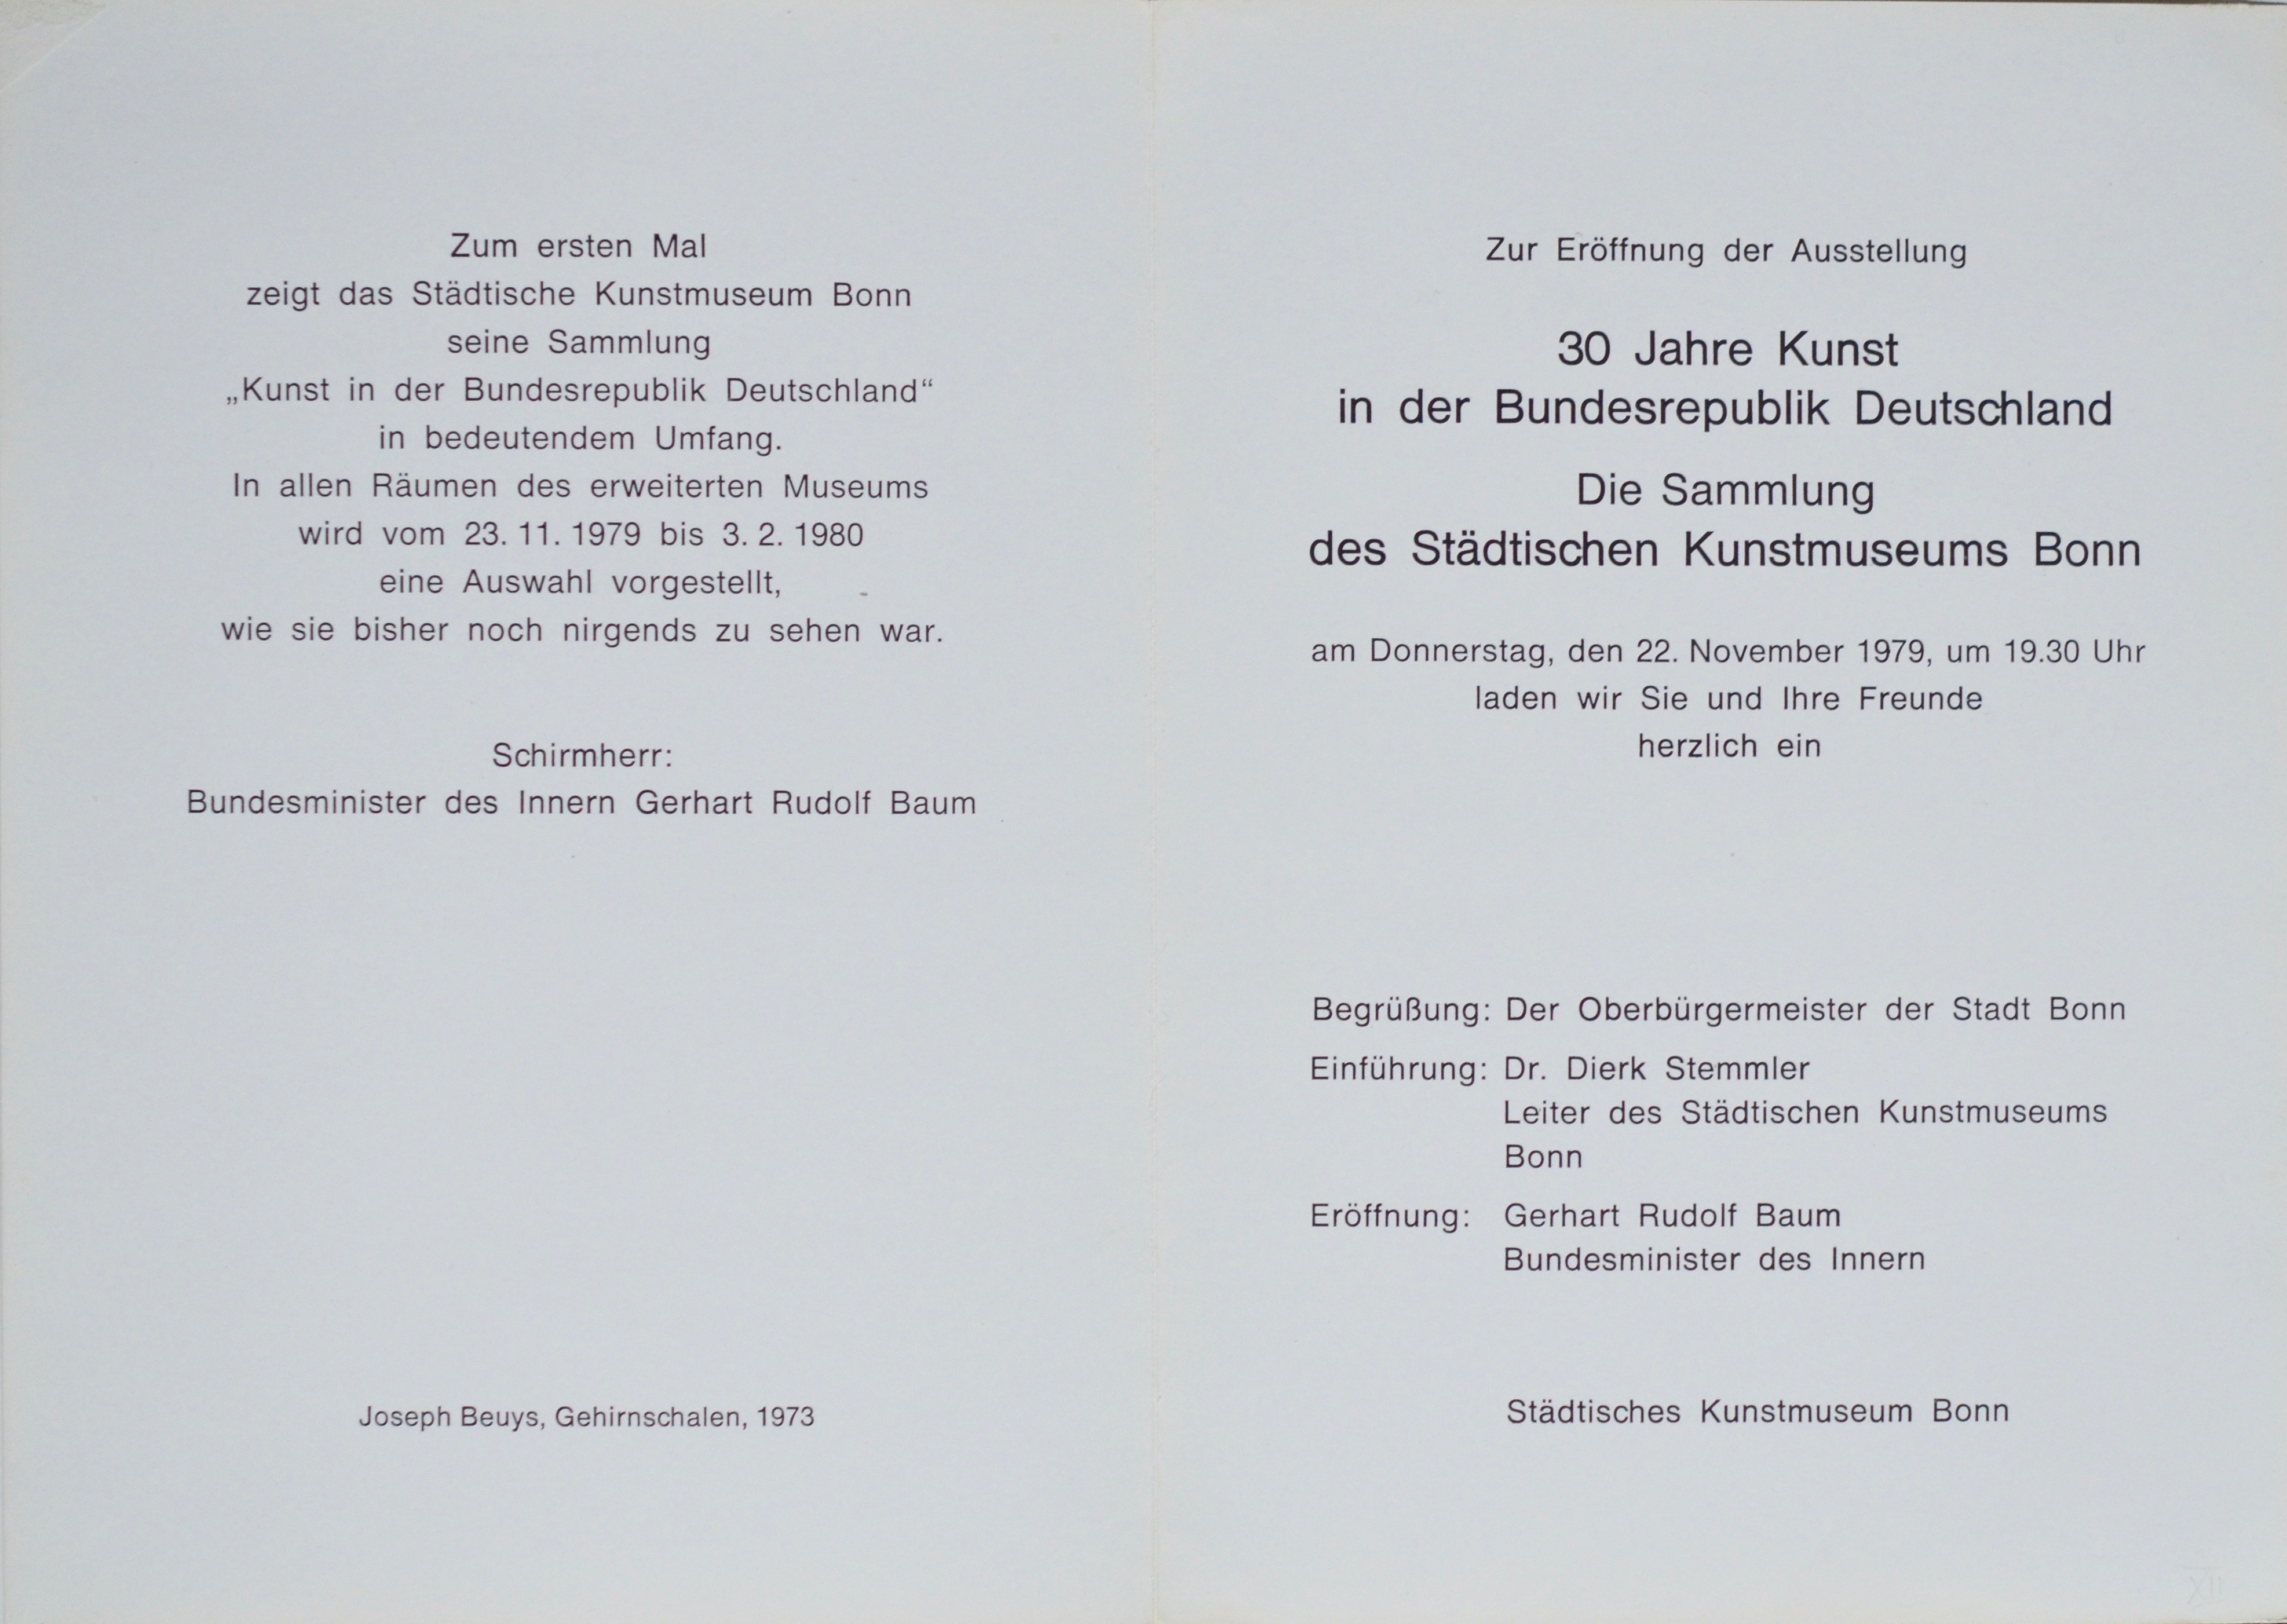 Zum ersten Mal
zeigt das Städtische Kunstmuseum Bonn
seine Sammlung
„Kunst in der Bundesrepublik Deutschland“
in bedeutendem Umfang.
In allen Räumen des erweiterten Museums
wird vom 23. 11. 1979 bis 3. 2. 1980
eine Auswahl vorgestellt,
wie sie bisher noch nirgends zu sehen war.
Schirmherr:
Bundesminister des Innern Gerhart Rudolf Baum
Joseph Beuys, Gehirnschalen, 1973
Zur Eröffnung der Ausstellung
30 Jahre Kunst
in der Bundesrepublik Deutschland
Die Sammlung
des Städtischen Kunstmuseums Bonn
am Donnerstag, den 22. November 1979, um 19.30 Uhr
laden wir Sie und Ihre Freunde
herzlich ein
Begrüßung: Der Oberbürgermeister der Stadt Bonn
Einführung: Dr. Dierk Stemmler
Leiter des Städtischen Kunstmuseums
Bonn
Eröffnung: Gerhart Rudolf Baum
Bundesminister des Innern
Städtisches Kunstmuseum Bonn